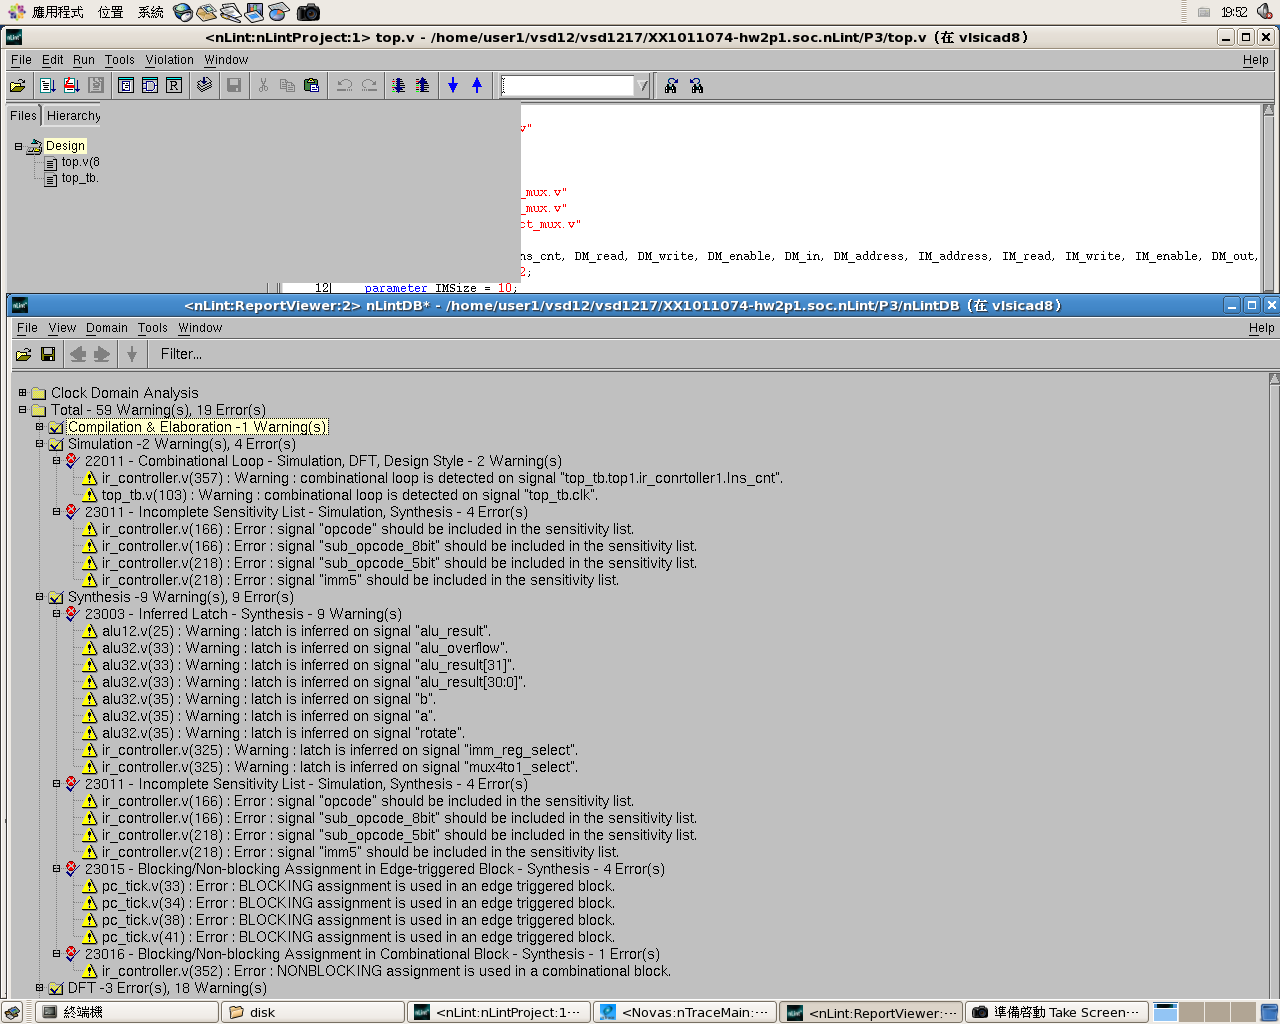 應用程式 位置 系統 19:52
<nLint:nLintProject:1> top.v - /home/user1/vsd12/vsd1217/XX1011074-hw2p1.soc.nLint/P3/top.v (在 vlsicad8)
File Edit Run Tools Violation Window Help
Files Hierarchy
Design
top.v(8
top_tb.
v"
_mux.v"
_mux.v"
ct_mux.v"
ns_cnt, DM_read, DM_write, DM_enable, DM_in, DM_address, IM_address, IM_read, IM_write, IM_enable, DM_out,
2;
12 parameter IMSize = 10;
<nLint:ReportViewer:2> nLintDB* - /home/user1/vsd12/vsd1217/XX1011074-hw2p1.soc.nLint/P3/nLintDB (在 vlsicad8)
File View Domain Tools Window Help
Filter...
Clock Domain Analysis
Total - 59 Warning(s), 19 Error(s)
Compilation & Elaboration -1 Warning(s)
Simulation -2 Warning(s), 4 Error(s)
22011 - Combinational Loop - Simulation, DFT, Design Style - 2 Warning(s)
ir_controller.v(357) : Warning : combinational loop is detected on signal "top_tb.top1.ir_conrtoller1.Ins_cnt".
top_tb.v(103) : Warning : combinational loop is detected on signal "top_tb.clk".
23011 - Incomplete Sensitivity List - Simulation, Synthesis - 4 Error(s)
ir_controller.v(166) : Error : signal "opcode" should be included in the sensitivity list.
ir_controller.v(166) : Error : signal "sub_opcode_8bit" should be included in the sensitivity list.
ir_controller.v(218) : Error : signal "sub_opcode_5bit" should be included in the sensitivity list.
ir_controller.v(218) : Error : signal "imm5" should be included in the sensitivity list.
Synthesis -9 Warning(s), 9 Error(s)
23003 - Inferred Latch - Synthesis - 9 Warning(s)
alu12.v(25) : Warning : latch is inferred on signal "alu_result".
alu32.v(33) : Warning : latch is inferred on signal "alu_overflow".
alu32.v(33) : Warning : latch is inferred on signal "alu_result[31]".
alu32.v(33) : Warning : latch is inferred on signal "alu_result[30:0]".
alu32.v(35) : Warning : latch is inferred on signal "b".
alu32.v(35) : Warning : latch is inferred on signal "a".
alu32.v(35) : Warning : latch is inferred on signal "rotate".
ir_controller.v(325) : Warning : latch is inferred on signal "imm_reg_select".
ir_controller.v(325) : Warning : latch is inferred on signal "mux4to1_select".
23011 - Incomplete Sensitivity List - Simulation, Synthesis - 4 Error(s)
ir_controller.v(166) : Error : signal "opcode" should be included in the sensitivity list.
ir_controller.v(166) : Error : signal "sub_opcode_8bit" should be included in the sensitivity list.
ir_controller.v(218) : Error : signal "sub_opcode_5bit" should be included in the sensitivity list.
ir_controller.v(218) : Error : signal "imm5" should be included in the sensitivity list.
23015 - Blocking/Non-blocking Assignment in Edge-triggered Block - Synthesis - 4 Error(s)
pc_tick.v(33) : Error : BLOCKING assignment is used in an edge triggered block.
pc_tick.v(34) : Error : BLOCKING assignment is used in an edge triggered block.
pc_tick.v(38) : Error : BLOCKING assignment is used in an edge triggered block.
pc_tick.v(41) : Error : BLOCKING assignment is used in an edge triggered block.
23016 - Blocking/Non-blocking Assignment in Combinational Block - Synthesis - 1 Error(s)
ir_controller.v(352) : Error : NONBLOCKING assignment is used in a combinational block.
DFT -3 Error(s), 18 Warning(s)
終端機 disk <nLint:nLintProject:1··· <Novas:nTraceMain:··· <nLint:ReportViewer:··· 準備啓動 Take Screen···